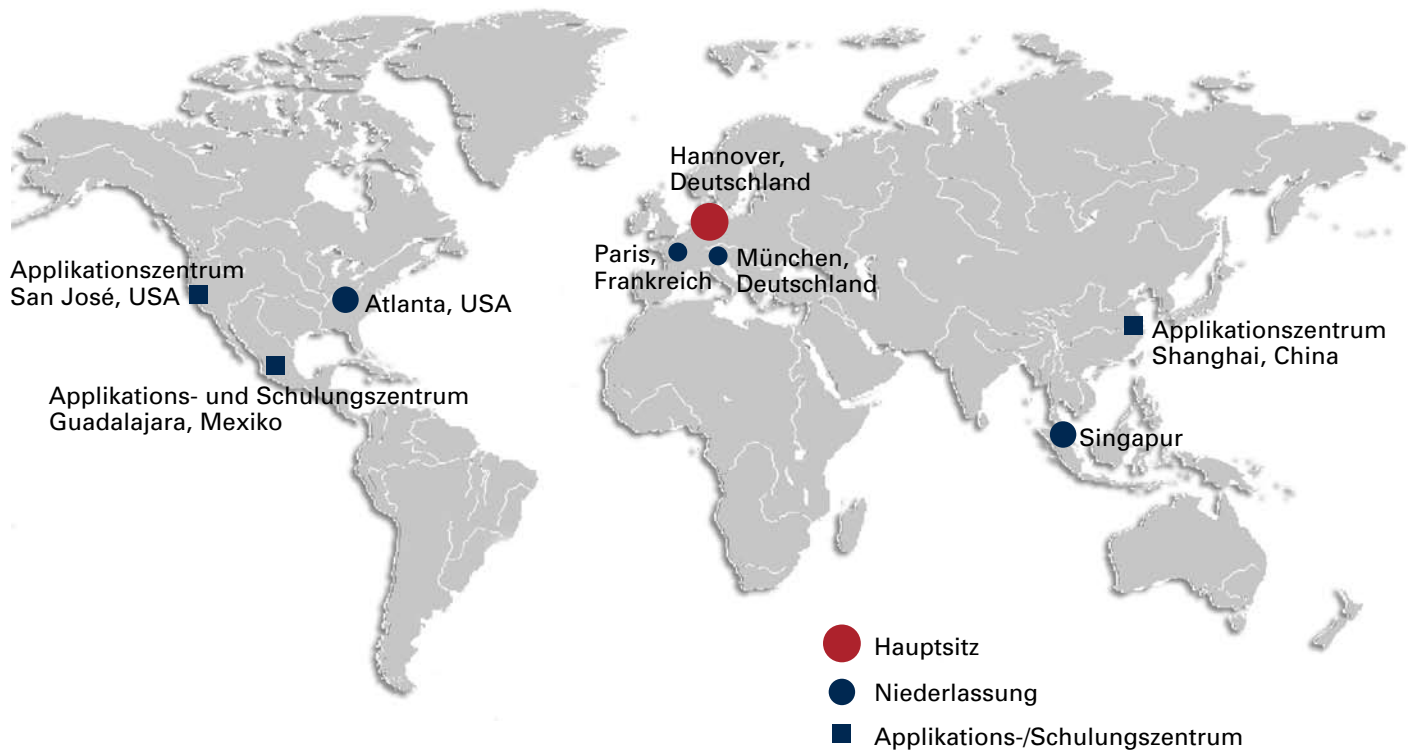 Hannover,
Deutschland
Paris,
Frankreich
München,
Deutschland
Applikationszentrum
San José, USA
Atlanta, USA
Applikationszentrum
Shanghai, China
Applikations- und Schulungszentrum
Guadalajara, Mexiko
Singapur
Hauptsitz
Niederlassung
Applikations-/Schulungszentrum